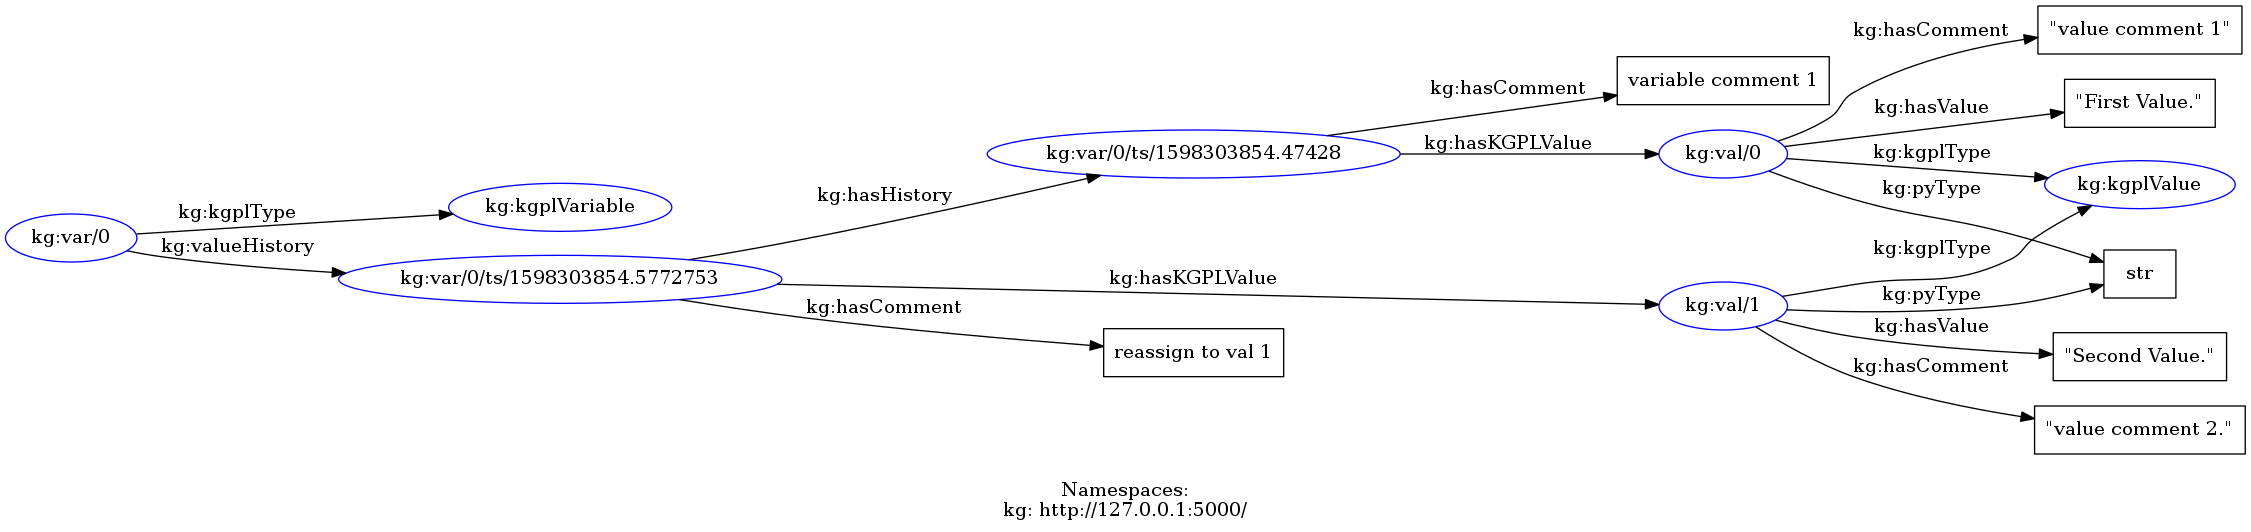 kg:hasComment
"value comment 1"
kg:hasComment
variable comment 1
kg:hasValue
"First Value."
kg:var/0/ts/1598303854.47428
kg:hasKGPLValue
kg:val/0
kg:kgplType
kg:kgplValue
kg:pyType
kg:hasHistory
kg:kgplType
kg:kgplVariable
kg:var/0
kg:valueHistory
kg:var/0/ts/1598303854.5772753
kg:hasKGPLValue
kg:val/1
kg:kgplType
str
kg:pyType
kg:hasComment
reassign to val 1
kg:hasValue
"Second Value."
kg:hasComment
"value comment 2."
Namespaces:
kg: http://127.0.0.1:5000/